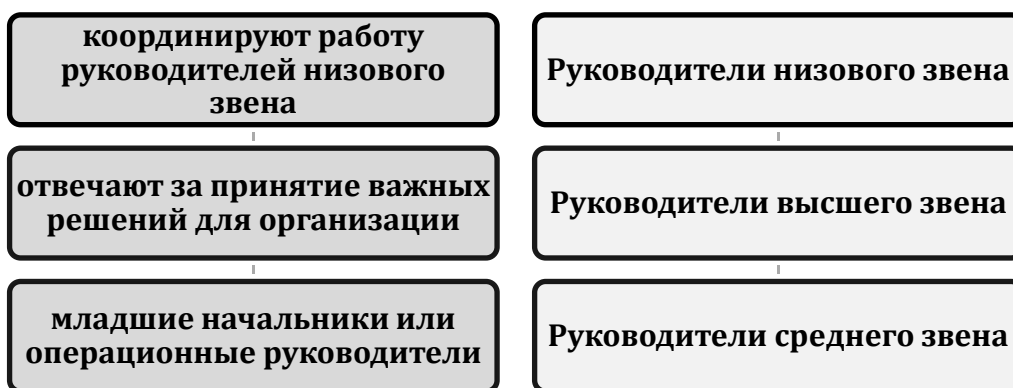 координируют работу
руководителей низового
звена
Руководители низового звена
отвечают за принятие важных
решений для организации
Руководители высшего звена
младшие начальники или
операционные руководители
Руководители среднего звена